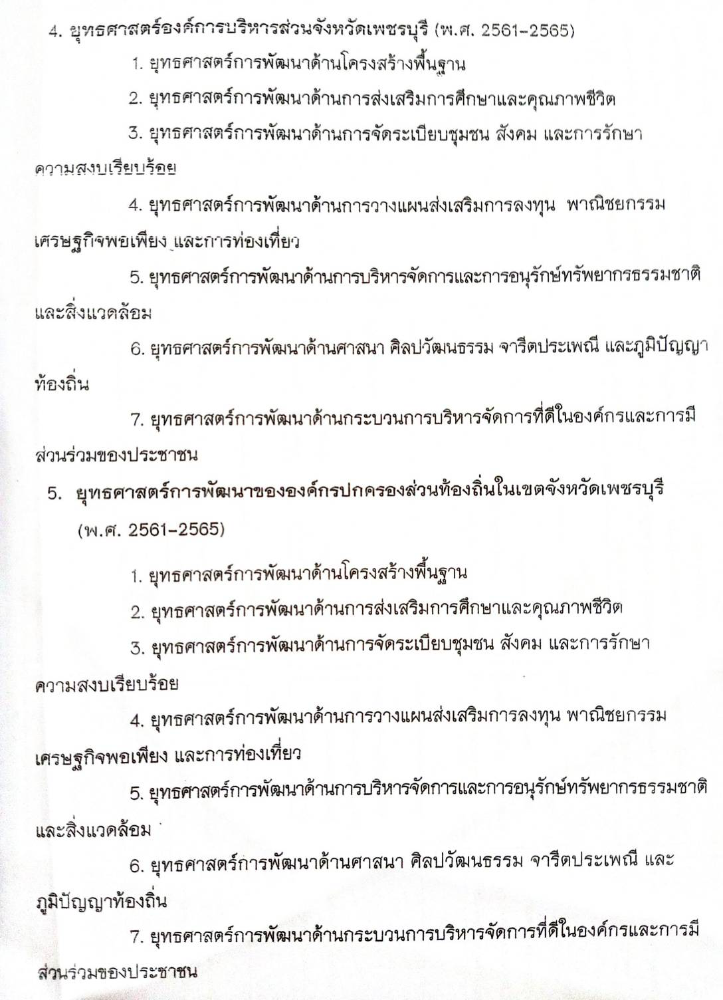 4. ยุทธศาสตร์องค์การบริหารส่วนจังหวัดเพชรบุรี (พ.ศ. 2561-2565)
1. ยุทธศาสตร์การพัฒนาด้านโครงสร้างพื้นฐาน
2. ยุทธศาสตร์การพัฒนาด้านการส่งเสริมการศึกษาและคุณภาพชีวิต
3. ยุทธศาสตร์การพัฒนาด้านการจัดระเบียบชุมชน สังคม และการรักษา
ความสงบเรียบร้อย
4. ยุทธศาสตร์การพัฒนาด้านการวางแผนส่งเสริมการลงทุน พาณิชยกรรม
เศรษฐกิจพอเพียง และการท่องเที่ยว
5. ยุทธศาสตร์การพัฒนาด้านการบริหารจัดการและการอนุรักษ์ทรัพยากรธรรมชาติ
และสิ่งแวดล้อม
6. ยุทธศาสตร์การพัฒนาด้านศาสนา ศิลปวัฒนธรรม จารีตประเพณี และภูมิปัญญา
ท้องถิ่น
7. ยุทธศาสตร์การพัฒนาด้านกระบวนการบริหารจัดการที่ดีในองค์กรและการมี
ส่วนร่วมของประชาชน
5. ยุทธศาสตร์การพัฒนาขององค์กรปกครองส่วนท้องถิ่นในเขตจังหวัดเพชรบุรี
(พ.ศ. 2561-2565)
1. ยุทธศาสตร์การพัฒนาด้านโครงสร้างพื้นฐาน
2. ยุทธศาสตร์การพัฒนาด้านการส่งเสริมการศึกษาและคุณภาพชีวิต
3. ยุทธศาสตร์การพัฒนาด้านการจัดระเบียบชุมชน สังคม และการรักษา
ความสงบเรียบร้อย
4. ยุทธศาสตร์การพัฒนาด้านการวางแผนส่งเสริมการลงทุน พาณิชยกรรม
เศรษฐกิจพอเพียง และการท่องเที่ยว
5. ยุทธศาสตร์การพัฒนาด้านการบริหารจัดการและการอนุรักษ์ทรัพยากรธรรมชาติ
และสิ่งแวดล้อม
6. ยุทธศาสตร์การพัฒนาด้านศาสนา ศิลปวัฒนธรรม จารีตประเพณี และ
ภูมิปัญญาท้องถิ่น
7. ยุทธศาสตร์การพัฒนาด้านกระบวนการบริหารจัดการที่ดีในองค์กรและการมี
ส่วนร่วมของประชาชน